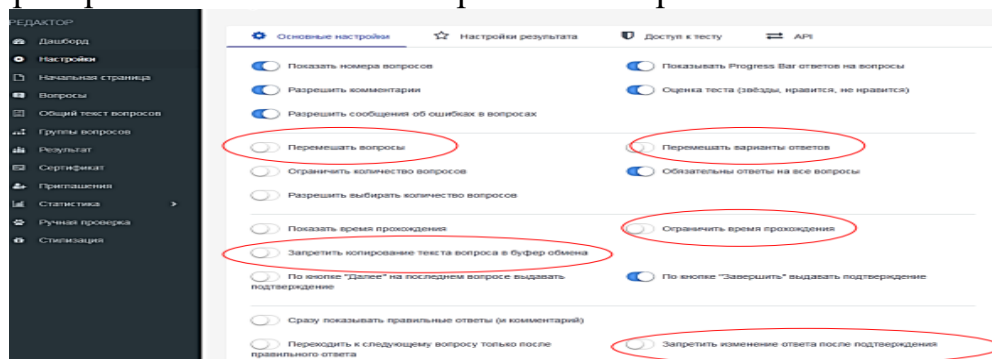 РЕДАКТОР
Дашборд
Настройки
Начальная страница
Вопросы
Общий текст вопросов
Группы вопросов
Результат
Сертификат
Приглашения
Статистика
Ручная проверка
Стилизация
Основные настройки
Настройки результата
Доступ к тесту
API
Показать номера вопросов
Показывать Progress Bar ответов на вопросы
Разрешить комментарии
Оценка теста (звёзды, нравится, не нравится)
Разрешить сообщения об ошибках в вопросах
Перемешать вопросы
Перемешать варианты ответов
Ограничить количество вопросов
Обязательны ответы на все вопросы
Разрешить выбирать количество вопросов
Показать время прохождения
Ограничить время прохождения
Запретить копирование текста вопроса в буфер обмена
По кнопке "Далее" на последнем вопросе выдавать
подтверждение
По кнопке "Завершить" выдавать подтверждение
Сразу показывать правильные ответы (и комментарий)
Переходить к следующему вопросу только после
правильного ответа
Запретить изменение ответа после подтверждения